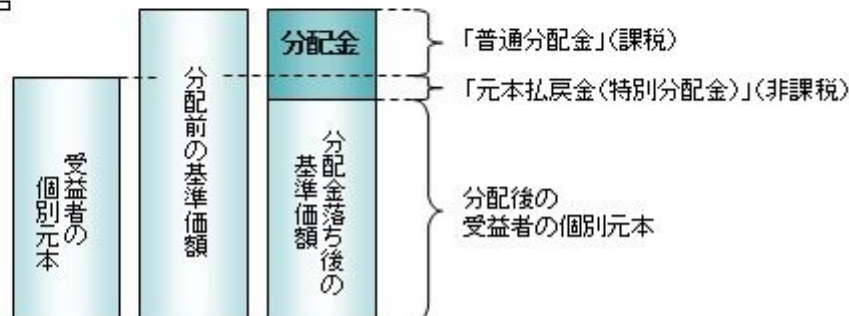 受益者の
個別元本
分配前の基準価額
分配金
分配金落ち後の
基準価額
「普通分配金」(課税)
「元本払戻金(特別分配金)」(非課税)
分配後の
受益者の個別元本